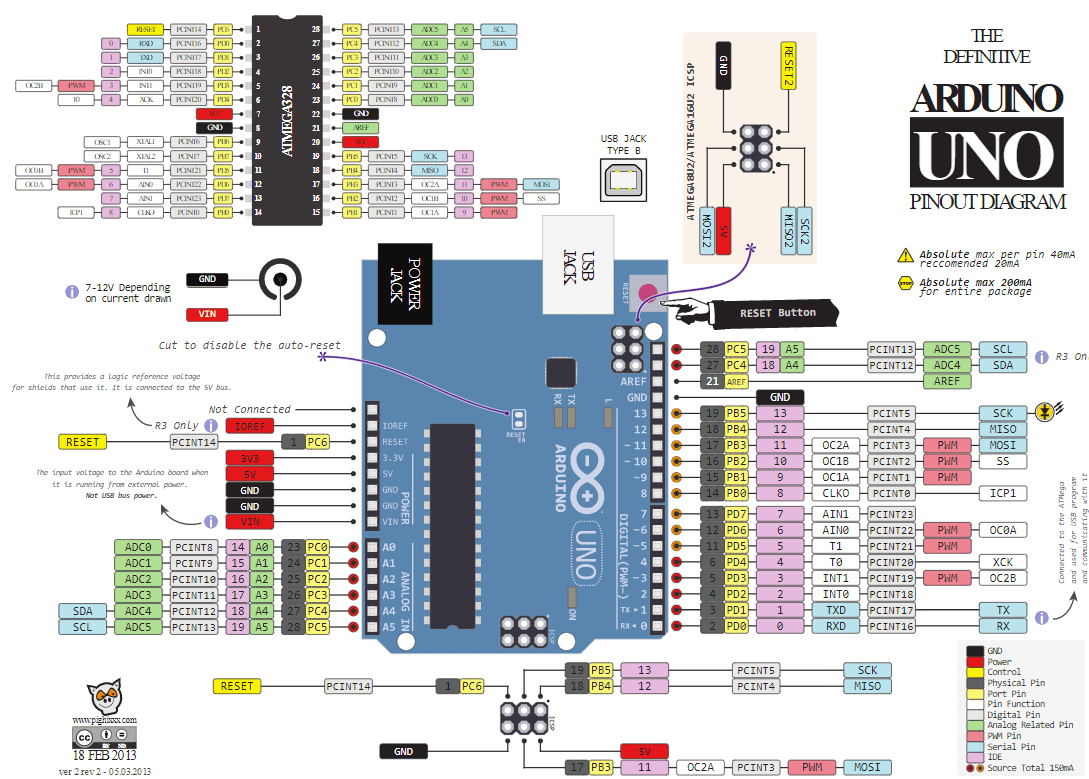 THE
DEFINITIVE
ARDUINO
UNO
PINOUT DIAGRAM
RESET PCINT14 PC6 1
0 RXD PCINT16 PD0 2
1 TXD PCINT17 PD1 3
2 INT0 PCINT18 PD2 4
OC2B PWM 3 INT1 PCINT19 PD3 5
T0 4 XCK PCINT20 PD4 6
VCC 7
GND 8
OSC1 XTAL1 PCINT6 PB6 9
OSC2 XTAL2 PCINT7 PB7 10
OC0B PWM 5 T1 PCINT21 PD5 11
OC0A PWM 6 AIN0 PCINT22 PD6 12
7 AIN1 PCINT23 PD7 13
ICP1 8 CLKO PCINT0 PB0 14
ATMEGA328
28 PC5 PCINT13 ADC5 A5 SCL
27 PC4 PCINT12 ADC4 A4 SDA
26 PC3 PCINT11 ADC3 A3
25 PC2 PCINT10 ADC2 A2
24 PC1 PCINT9 ADC1 A1
23 PC0 PCINT8 ADC0 A0
22 GND
21 AREF
20 VCC
19 PB5 PCINT5 SCK 13
18 PB4 PCINT4 MISO 12
17 PB3 PCINT3 OC2A 11 PWM MOSI
16 PB2 PCINT2 OC1B 10 PWM SS
15 PB1 PCINT1 OC1A 9 PWM
USB JACK
TYPE B
ATMEGA8U2/ATMEGA16U2 ICSP
GND
RESET2
MOSI2
5V
MISO2
SCK2
Absolute max per pin 40mA
reccomended 20mA
STOP
Absolute max 200mA
for entire package
GND
VIN
i 7-12V Depending
on current drawn
POWER
JACK
USB
JACK
RESET
RESET Button
Cut to disable the auto-reset
This provides a logic reference voltage
for shields that use it. It is connected to the 5V bus.
Not Connected
R3 Only i IOREF
RESET PCINT14 1 PC6
3V3
5V
GND
GND
VIN
The input voltage to the Arduino board when
it is running from external power.
Not USB bus power.
i
ADC0 PCINT8 14 A0 23 PC0
ADC1 PCINT9 15 A1 24 PC1
ADC2 PCINT10 16 A2 25 PC2
ADC3 PCINT11 17 A3 26 PC3
SDA ADC4 PCINT12 18 A4 27 PC4
SCL ADC5 PCINT13 19 A5 28 PC5
IOREF
RESET
3.3V
5V
GND
GND
VIN
POWER
A0
A1
A2
A3
A4
A5
ANALOG IN
RX
TX
L
RESET
EN
ARDUINO
UNO
ON
ICSP
DIGITAL(PWM~)
AREF
GND
13
12
~ 11
~ 10
~9
8
7
~6
~5
4
~3
2
TX ▸ 1
RX ◂ 0
28 PC5 19 A5 PCINT13 ADC5 SCL
27 PC4 18 A4 PCINT12 ADC4 SDA
i R3 On
21 AREF AREF
GND
19 PB5 13 PCINT5 SCK
18 PB4 12 PCINT4 MISO
17 PB3 11 OC2A PCINT3 PWM MOSI
16 PB2 10 OC1B PCINT2 PWM SS
15 PB1 9 OC1A PCINT1 PWM
14 PB0 8 CLKO PCINT0 ICP1
13 PD7 7 AIN1 PCINT23
12 PD6 6 AIN0 PCINT22 PWM OC0A
11 PD5 5 T1 PCINT21 PWM
6 PD4 4 T0 PCINT20 XCK
5 PD3 3 INT1 PCINT19 PWM OC2B
4 PD2 2 INT0 PCINT18
3 PD1 1 TXD PCINT17 TX
2 PD0 0 RXD PCINT16 RX
i
Connected to the ATMega
and used for USB program
and communicating with it
RESET PCINT14 1 PC6
GND
ICSP
19 PB5 13 PCINT5 SCK
18 PB4 12 PCINT4 MISO
5V
17 PB3 11 OC2A PCINT3 PWM MOSI
GND
Power
Control
Physical Pin
Port Pin
Pin Function
Digital Pin
Analog Related Pin
PWM Pin
Serial Pin
IDE
Source Total 150mA
www.pighixxx.com
cc
BY ND
18 FEB 2013
ver 2 rev 2 - 05.03.2013